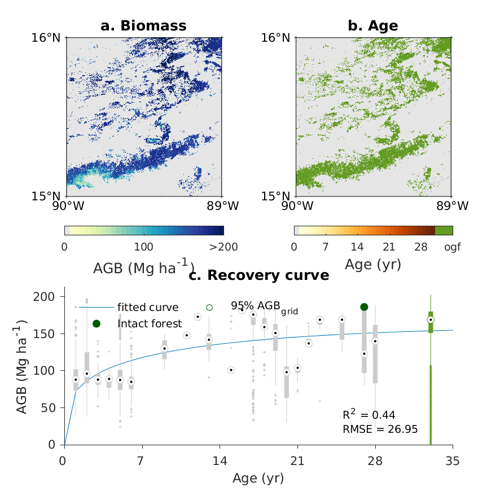 a. Biomass
b. Age
16°N
15°N
90°W
89°W
16°N
15°N
90°W
89°W
0
100
>200
AGB (Mg ha-1)
0
7
14
21
28
ogf
Age (yr)
c. Recovery curve
200
150
100
50
0
AGB (Mg ha-1)
fitted curve
95% AGBgrid
Intact forest
R2 = 0.44
RMSE = 26.95
0
7
14
21
28
35
Age (yr)